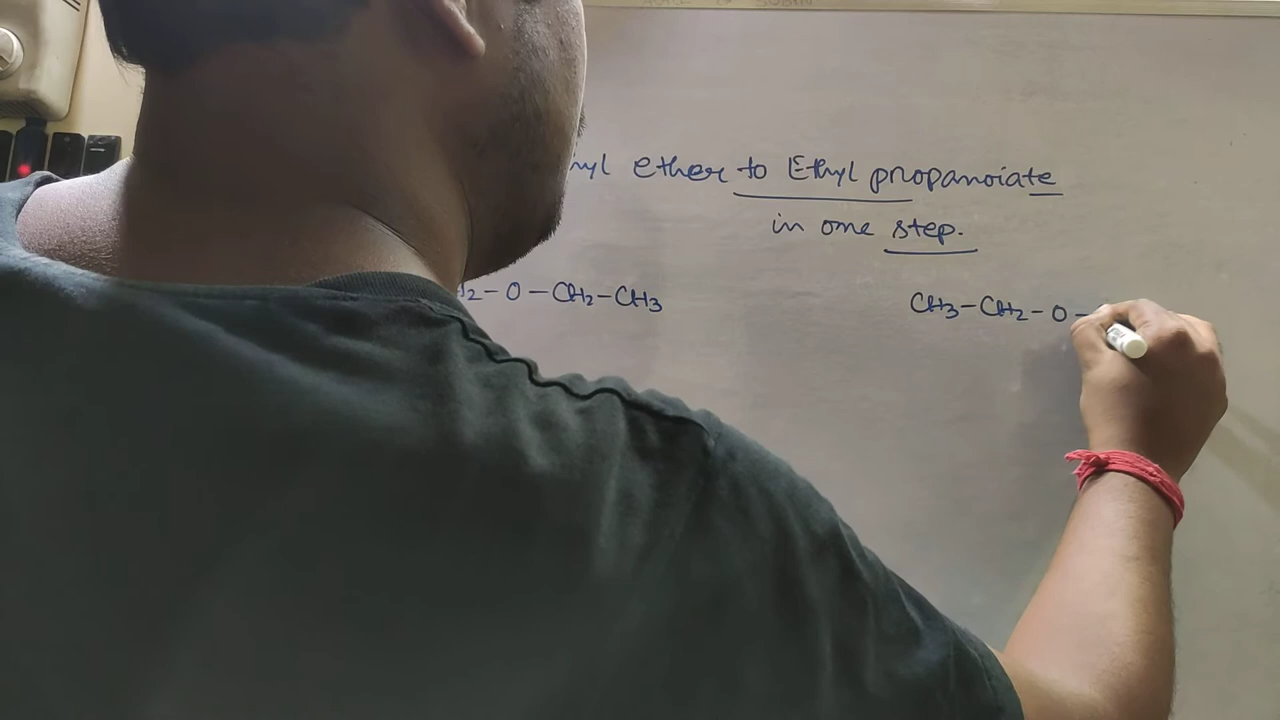 ether to Ethyl propanoiate
in one step.
2-O-CH2-CH3
CH3-CH2-O-